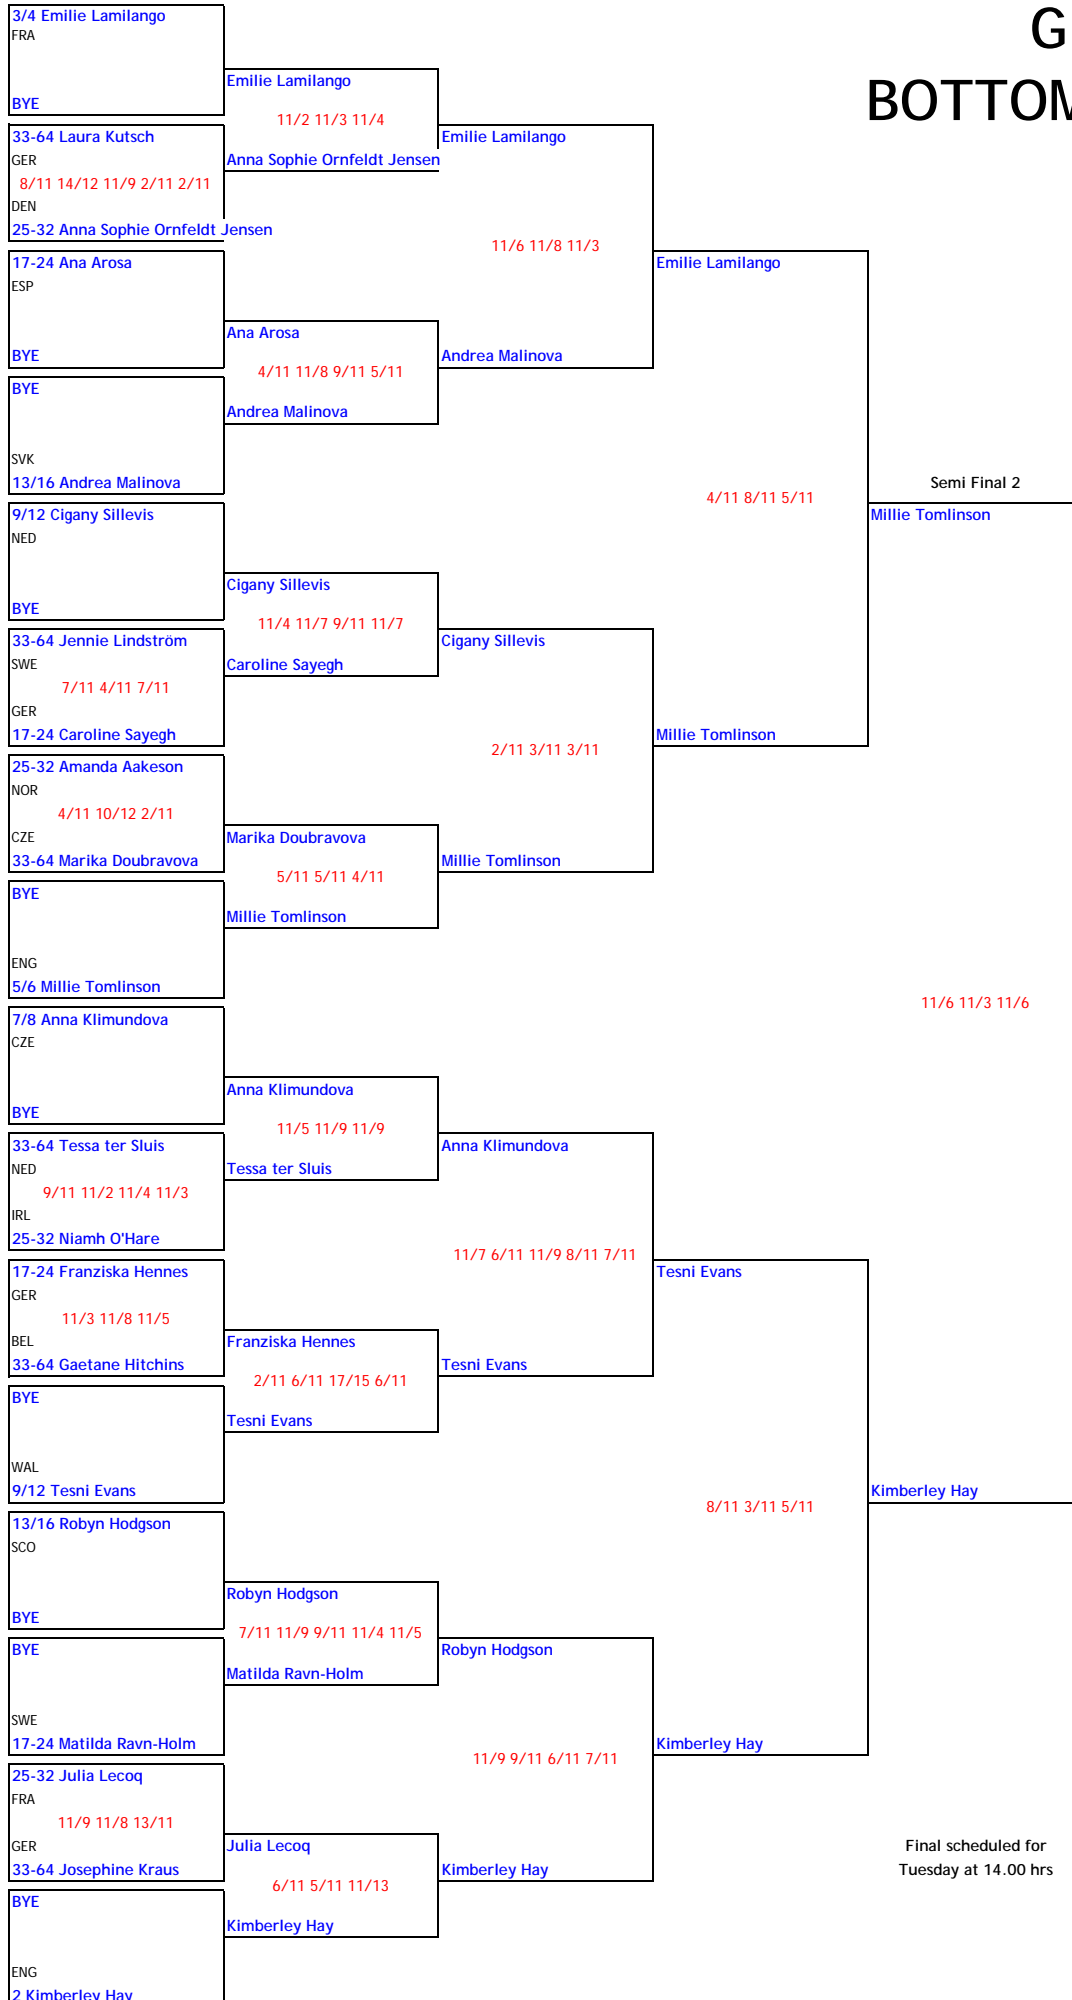 G
BOTTOM
3/4 Emilie Lamilango
FRA
BYE
33-64 Laura Kutsch
GER
8/11 14/12 11/9 2/11 2/11
DEN
25-32 Anna Sophie Ornfeldt Jensen
17-24 Ana Arosa
ESP
BYE
BYE
SVK
13/16 Andrea Malinova
9/12 Cigany Sillevis
NED
BYE
33-64 Jennie Lindström
SWE
7/11 4/11 7/11
GER
17-24 Caroline Sayegh
25-32 Amanda Aakeson
NOR
4/11 10/12 2/11
CZE
33-64 Marika Doubravova
BYE
ENG
5/6 Millie Tomlinson
7/8 Anna Klimundova
CZE
BYE
33-64 Tessa ter Sluis
NED
9/11 11/2 11/4 11/3
IRL
25-32 Niamh O'Hare
17-24 Franziska Hennes
GER
11/3 11/8 11/5
BEL
33-64 Gaetane Hitchins
BYE
WAL
9/12 Tesni Evans
13/16 Robyn Hodgson
SCO
BYE
BYE
SWE
17-24 Matilda Ravn-Holm
25-32 Julia Lecoq
FRA
11/9 11/8 13/11
GER
33-64 Josephine Kraus
BYE
ENG
2 Kimberley Hay
Emilie Lamilango
11/2 11/3 11/4
Anna Sophie Ornfeldt Jensen
Ana Arosa
4/11 11/8 9/11 5/11
Andrea Malinova
Cigany Sillevis
11/4 11/7 9/11 11/7
Caroline Sayegh
Marika Doubravova
5/11 5/11 4/11
Millie Tomlinson
Anna Klimundova
11/5 11/9 11/9
Tessa ter Sluis
Franziska Hennes
2/11 6/11 17/15 6/11
Tesni Evans
Robyn Hodgson
7/11 11/9 9/11 11/4 11/5
Matilda Ravn-Holm
Julia Lecoq
6/11 5/11 11/13
Kimberley Hay
Emilie Lamilango
11/6 11/8 11/3
Andrea Malinova
Cigany Sillevis
2/11 3/11 3/11
Millie Tomlinson
Anna Klimundova
11/7 6/11 11/9 8/11 7/11
Tesni Evans
Robyn Hodgson
11/9 9/11 6/11 7/11
Kimberley Hay
Emilie Lamilango
4/11 8/11 5/11
Millie Tomlinson
Tesni Evans
8/11 3/11 5/11
Kimberley Hay
Semi Final 2
Millie Tomlinson
11/6 11/3 11/6
Kimberley Hay
Final scheduled for
Tuesday at 14.00 hrs